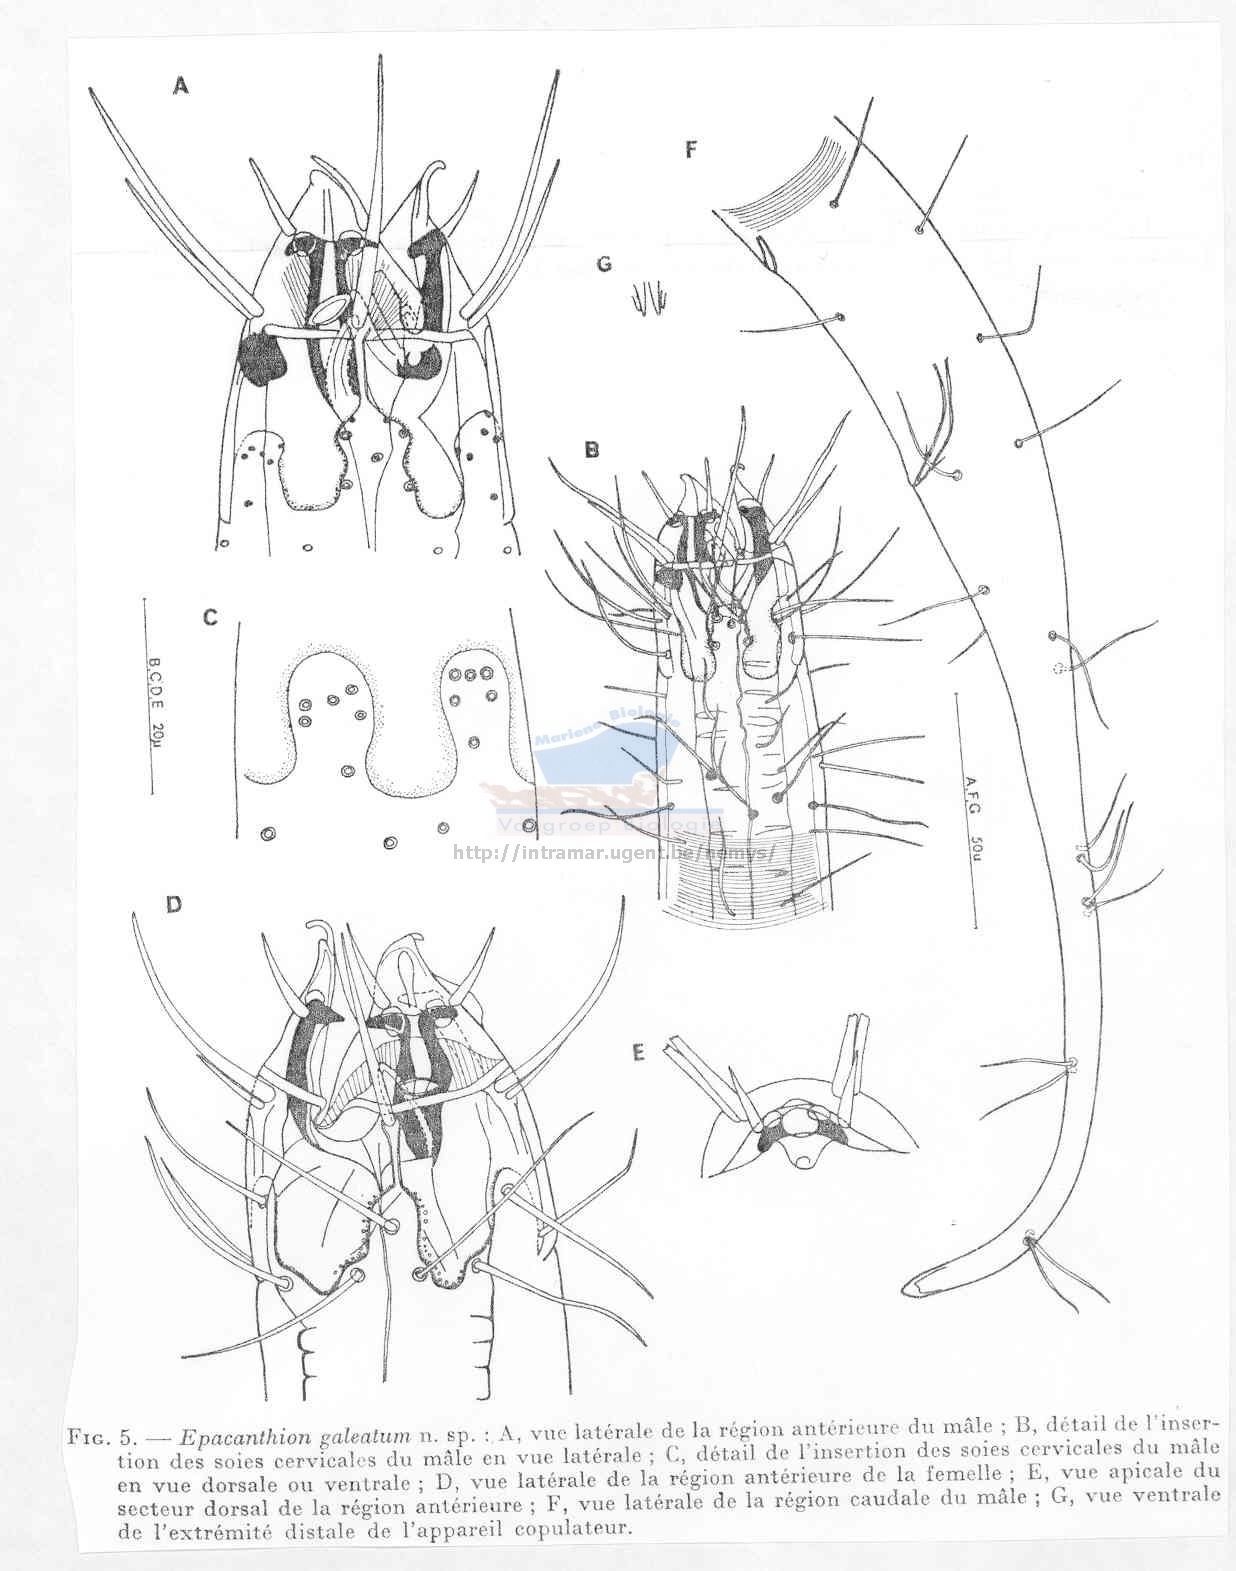 A
F
G
B
C
B,C,D,E 20µ
Mariene Biologie
Vakgroep Biologie
http://intramar.ugent.be/nemys/
A,F,G 50µ
D
E
FIG. 5. — Epacanthion galeatum n. sp. : A, vue latérale de la région antérieure du mâle ; B, détail de l'inser-
tion des soies cervicales du mâle en vue latérale ; C, détail de l'insertion des soies cervicales du mâle
en vue dorsale ou ventrale ; D, vue latérale de la région antérieure de la femelle ; E, vue apicale du
secteur dorsal de la région antérieure ; F, vue latérale de la région caudale du mâle ; G, vue ventrale
de l'extrémité distale de l'appareil copulateur.